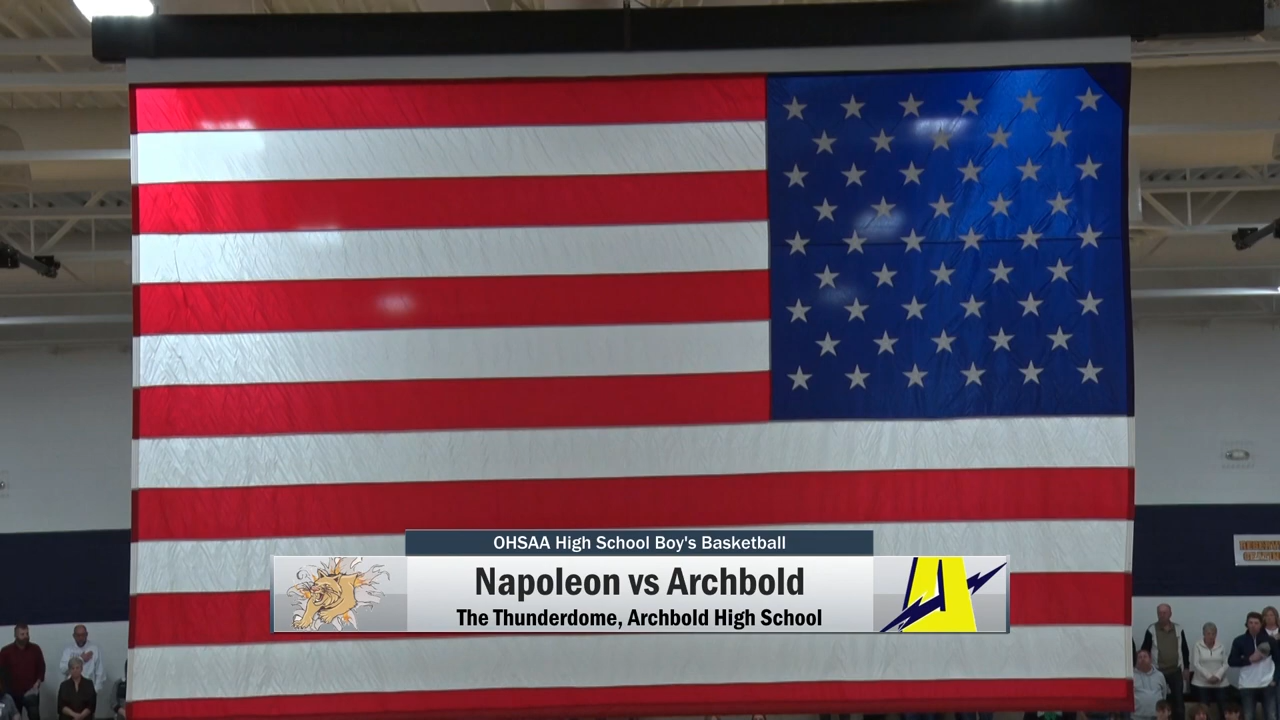 OHSAA High School Boy's Basketball
Napoleon vs Archbold
The Thunderdome, Archbold High School